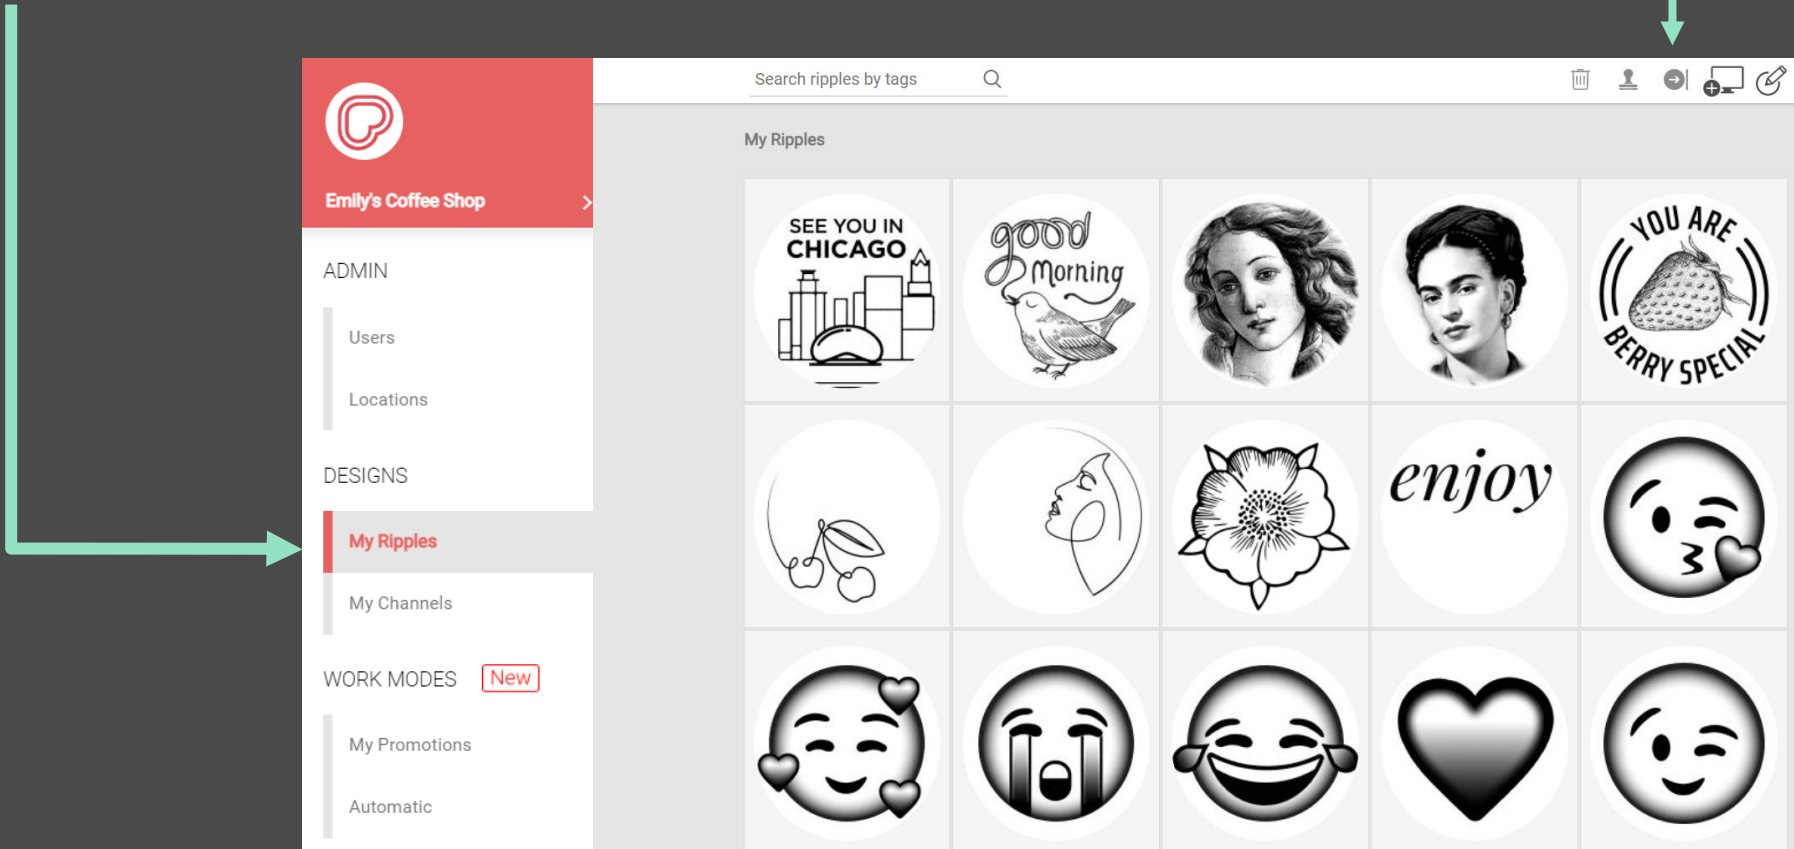 Search ripples by tags
Emily's Coffee Shop
ADMIN
Users
Locations
DESIGNS
My Ripples
My Channels
WORK MODES New
My Promotions
Automatic
My Ripples
SEE YOU IN
CHICAGO
good
Morning
YOU ARE
BERRY SPECIAL
enjoy